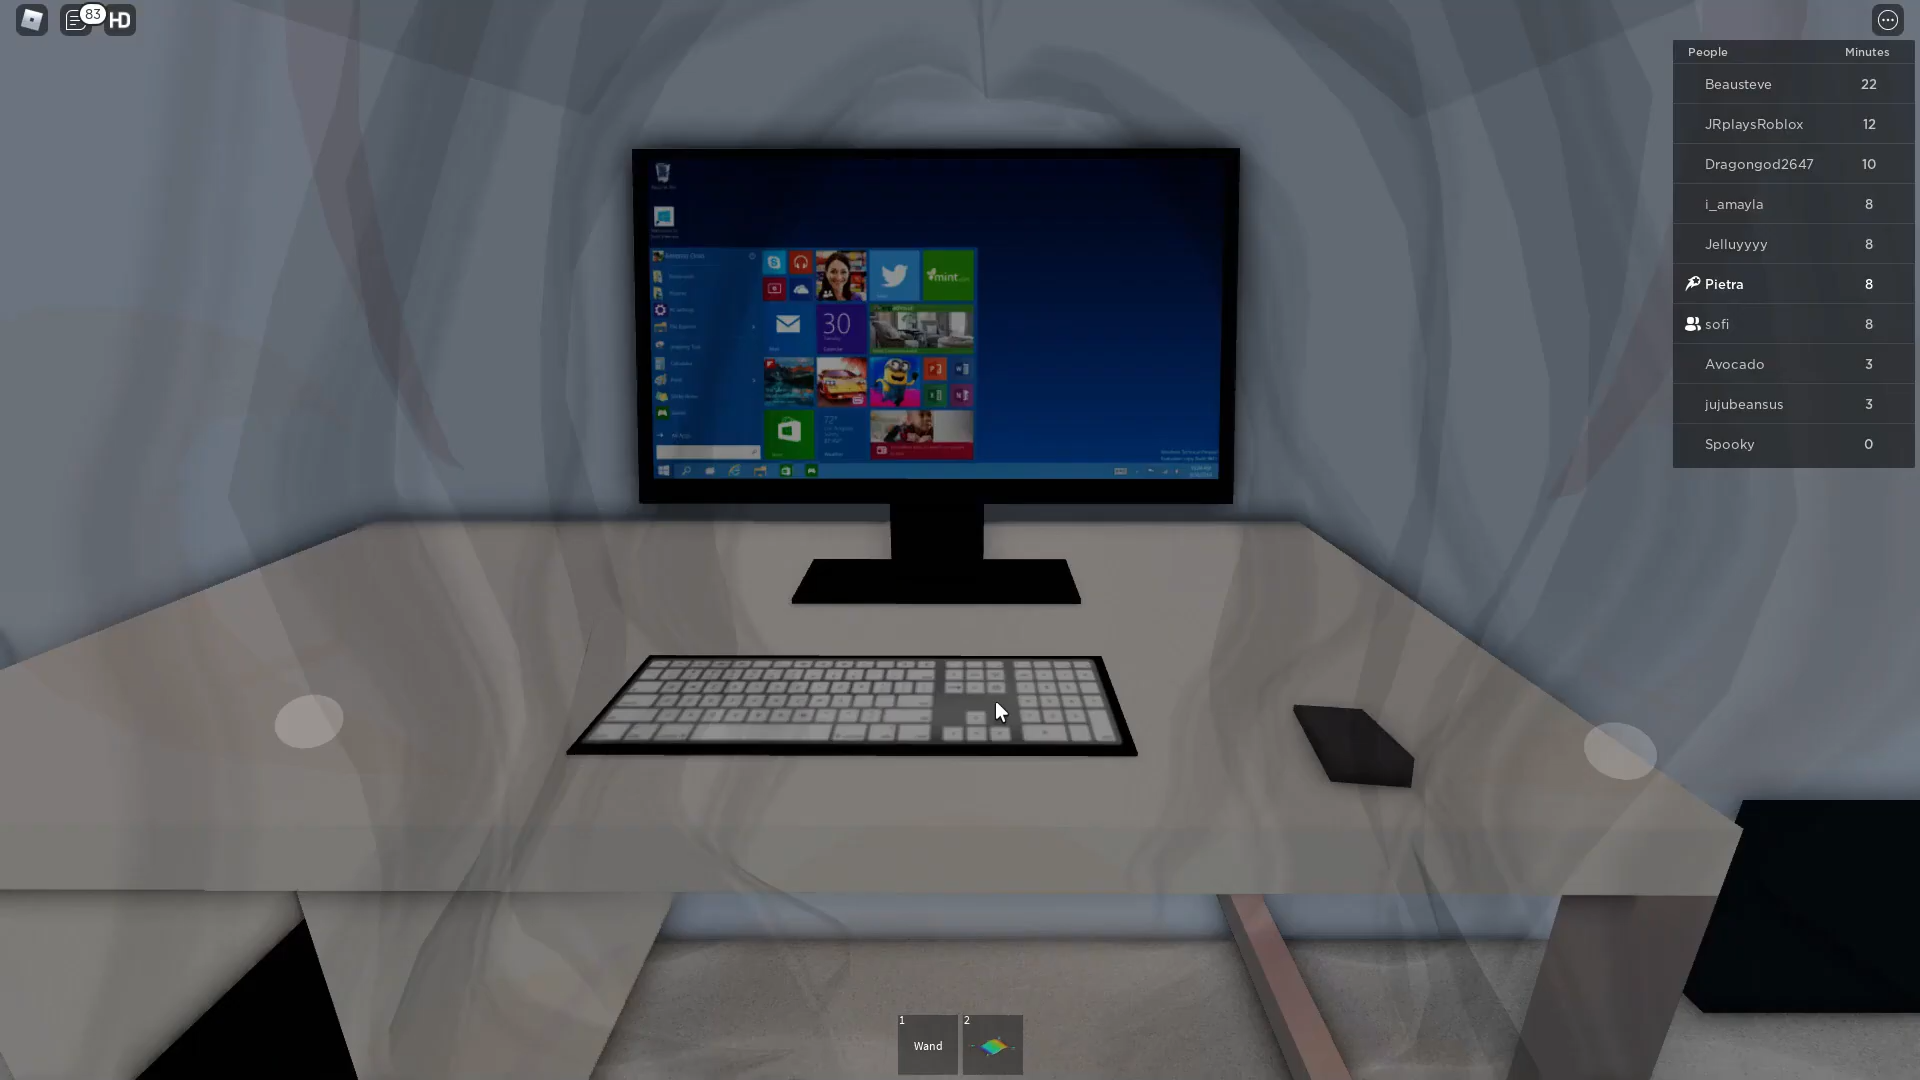 83
HD
People Minutes
Beausteve 22
JRplaysRoblox 12
Dragongod2647 10
i_amayla 8
Jelluyyyy 8
Pietra 8
sofi 8
Avocado 3
jujubeansus 3
Spooky 0
mint
30
72°
1
Wand
2